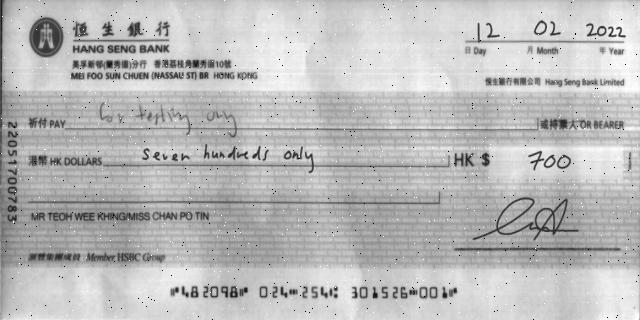 恒生銀行
12 02 2022
HANG SENG BANK
日 Day 月 Month 年 Year
美孚新邨(蘭秀道)分行 香港荔枝角蘭秀道10號
MEI FOO SUN CHUEN (NASSAU ST) BR HONG KONG
恒生銀行有限公司 Hang Seng Bank Limited
祈付 PAY for testing only 或持票人 OR BEARER
港幣 HK DOLLARS seven hundreds only HK $ 700
22051700783
MR TEOH WEE KHING/MISS CHAN PO TIN
滙豐集團成員 Member HSBC Group
⑈482098⑈ 024⑉254⑆ 301526⑉001⑈